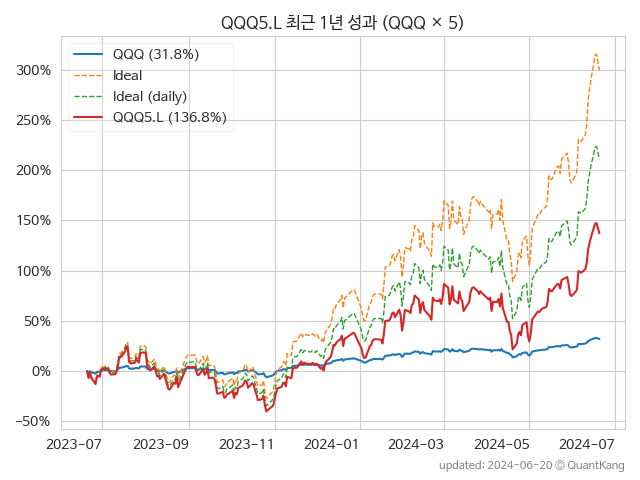 QQQ5.L 최근 1년 성과 (QQQ × 5)
QQQ (31.8%)
Ideal
Ideal (daily)
QQQ5.L (136.8%)
300%
250%
200%
150%
100%
50%
0%
−50%
2023-07 2023-09 2023-11 2024-01 2024-03 2024-05 2024-07
updated: 2024-06-20 © QuantKang